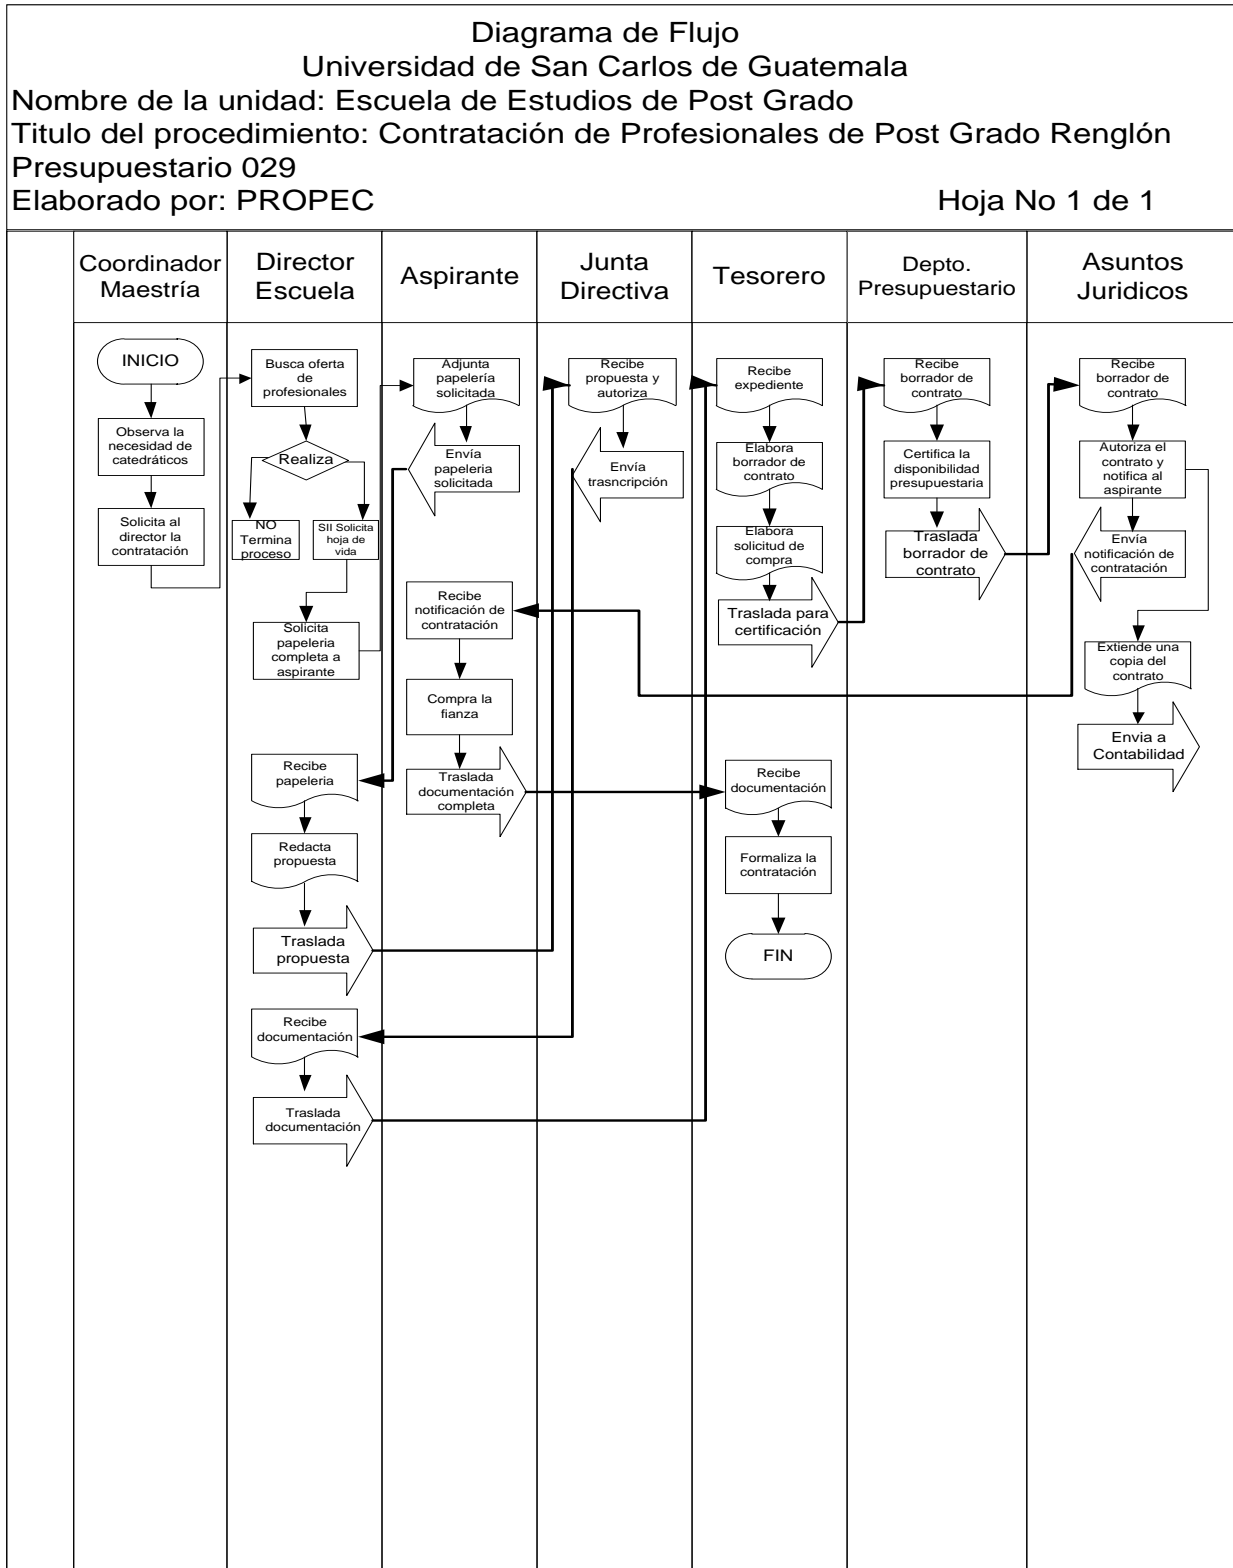 Diagrama de Flujo
Universidad de San Carlos de Guatemala
Nombre de la unidad: Escuela de Estudios de Post Grado
Titulo del procedimiento: Contratación de Profesionales de Post Grado Renglón
Presupuestario 029
Elaborado por: PROPEC
Hoja No 1 de 1
Coordinador
Maestría
Director
Escuela
Aspirante
Junta
Directiva
Tesorero
Depto.
Presupuestario
Asuntos
Juridicos
INICIO
Observa la
necesidad de
catedráticos
Solicita al
director la
contratación
Busca oferta
de
profesionales
Realiza
NO
Termina
proceso
SII Solicita
hoja de
vida
Solicita
papeleria
completa a
aspirante
Recibe
papeleria
Redacta
propuesta
Traslada
propuesta
Recibe
documentación
Traslada
documentación
Adjunta
papelería
solicitada
Envía
papeleria
solicitada
Recibe
notificación de
contratación
Compra la
fianza
Traslada
documentación
completa
Recibe
propuesta y
autoriza
Envía
trasncripción
Recibe
expediente
Elabora
borrador de
contrato
Elabora
solicitud de
compra
Traslada para
certificación
Recibe
documentación
Formaliza la
contratación
FIN
Recibe
borrador de
contrato
Certifica la
disponibilidad
presupuestaria
Traslada
borrador de
contrato
Recibe
borrador de
contrato
Autoriza el
contrato y
notifica al
aspirante
Envía
notificación de
contratación
Extiende una
copia del
contrato
Envia a
Contabilidad